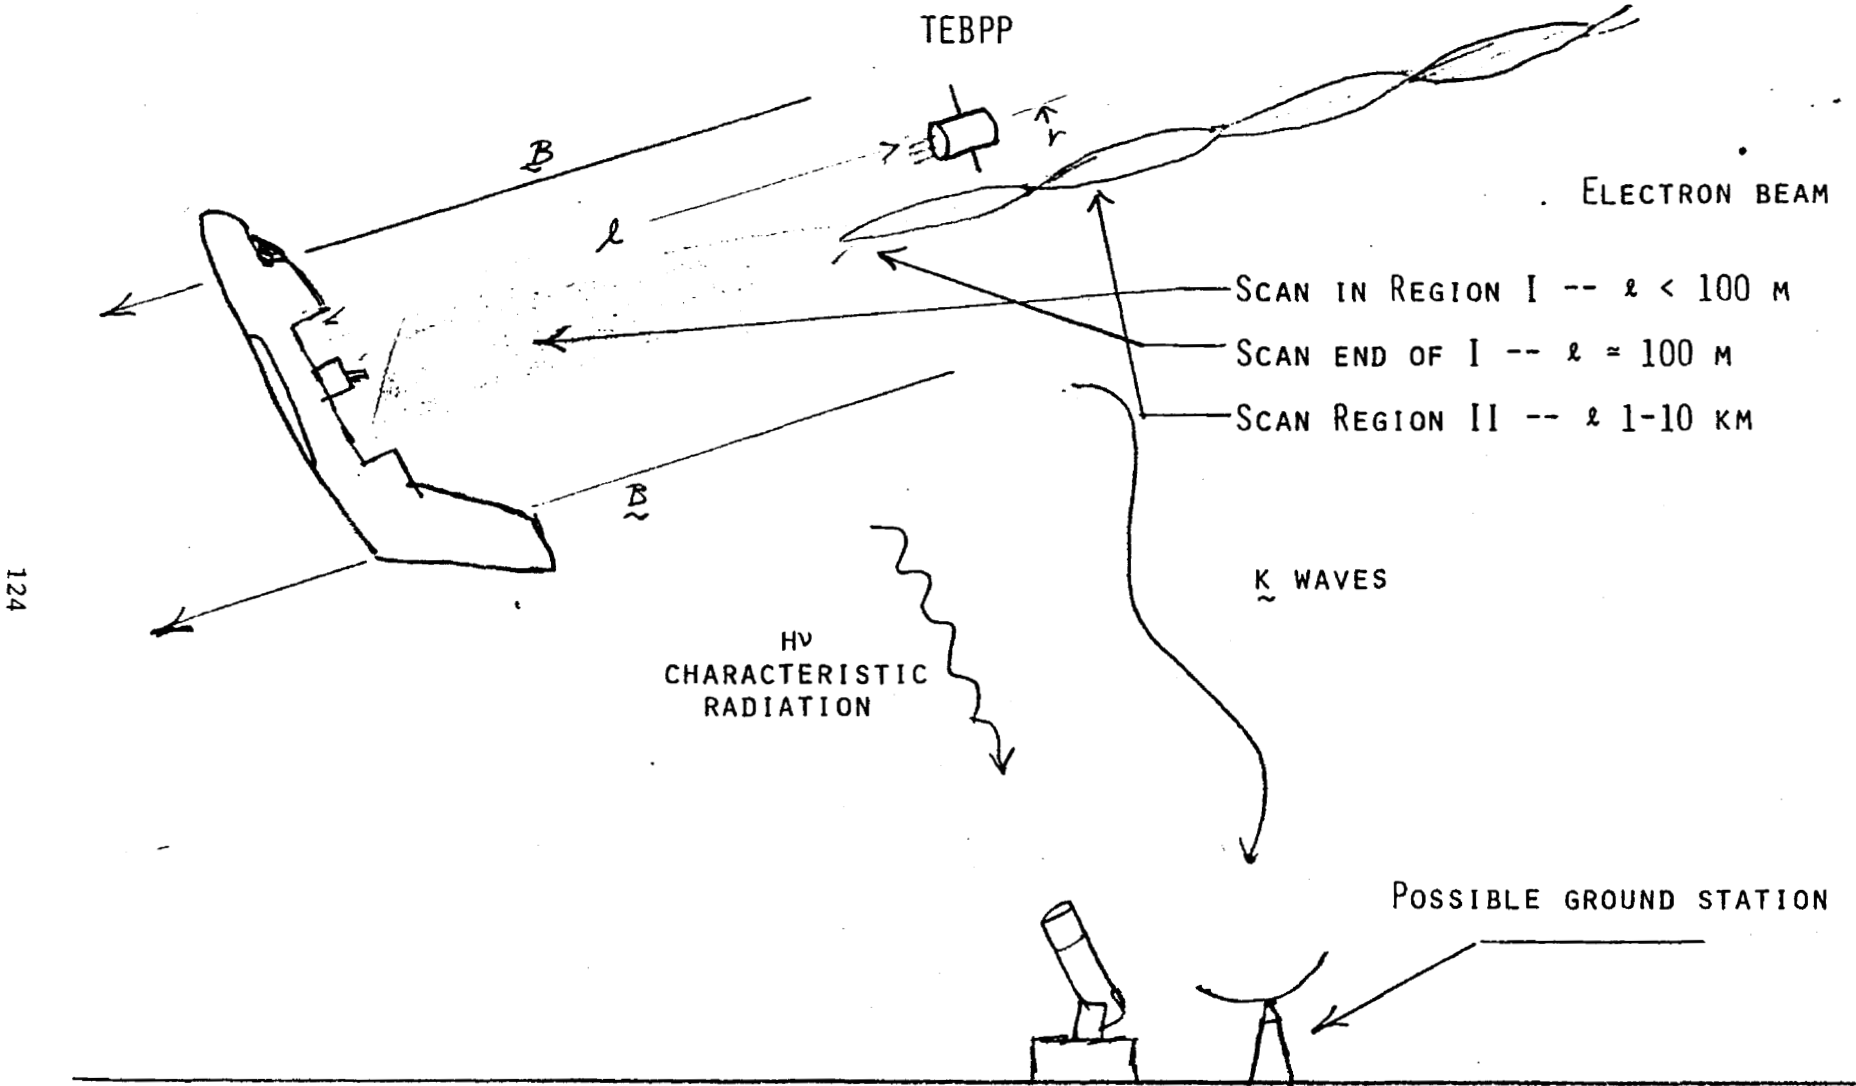 TEBPP
B
r
ℓ
ELECTRON BEAM
SCAN IN REGION I -- ℓ < 100 M
SCAN END OF I -- ℓ ≃ 100 M
SCAN REGION II -- ℓ 1-10 KM
B
K WAVES
Hν
CHARACTERISTIC
RADIATION
124
POSSIBLE GROUND STATION